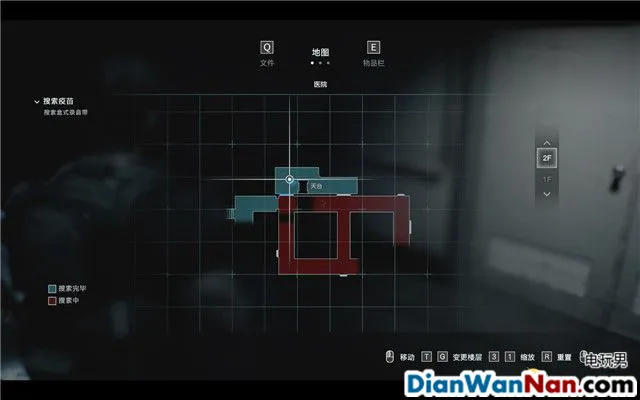 Q
地图
E
文件
物品栏
医院
搜索疫苗
搜索盒式录音带
2F
1F
天台
搜索完毕
搜索中
移动 T G 变更楼层 3 1 缩放 R 重置
电玩男
DianWanNan.com